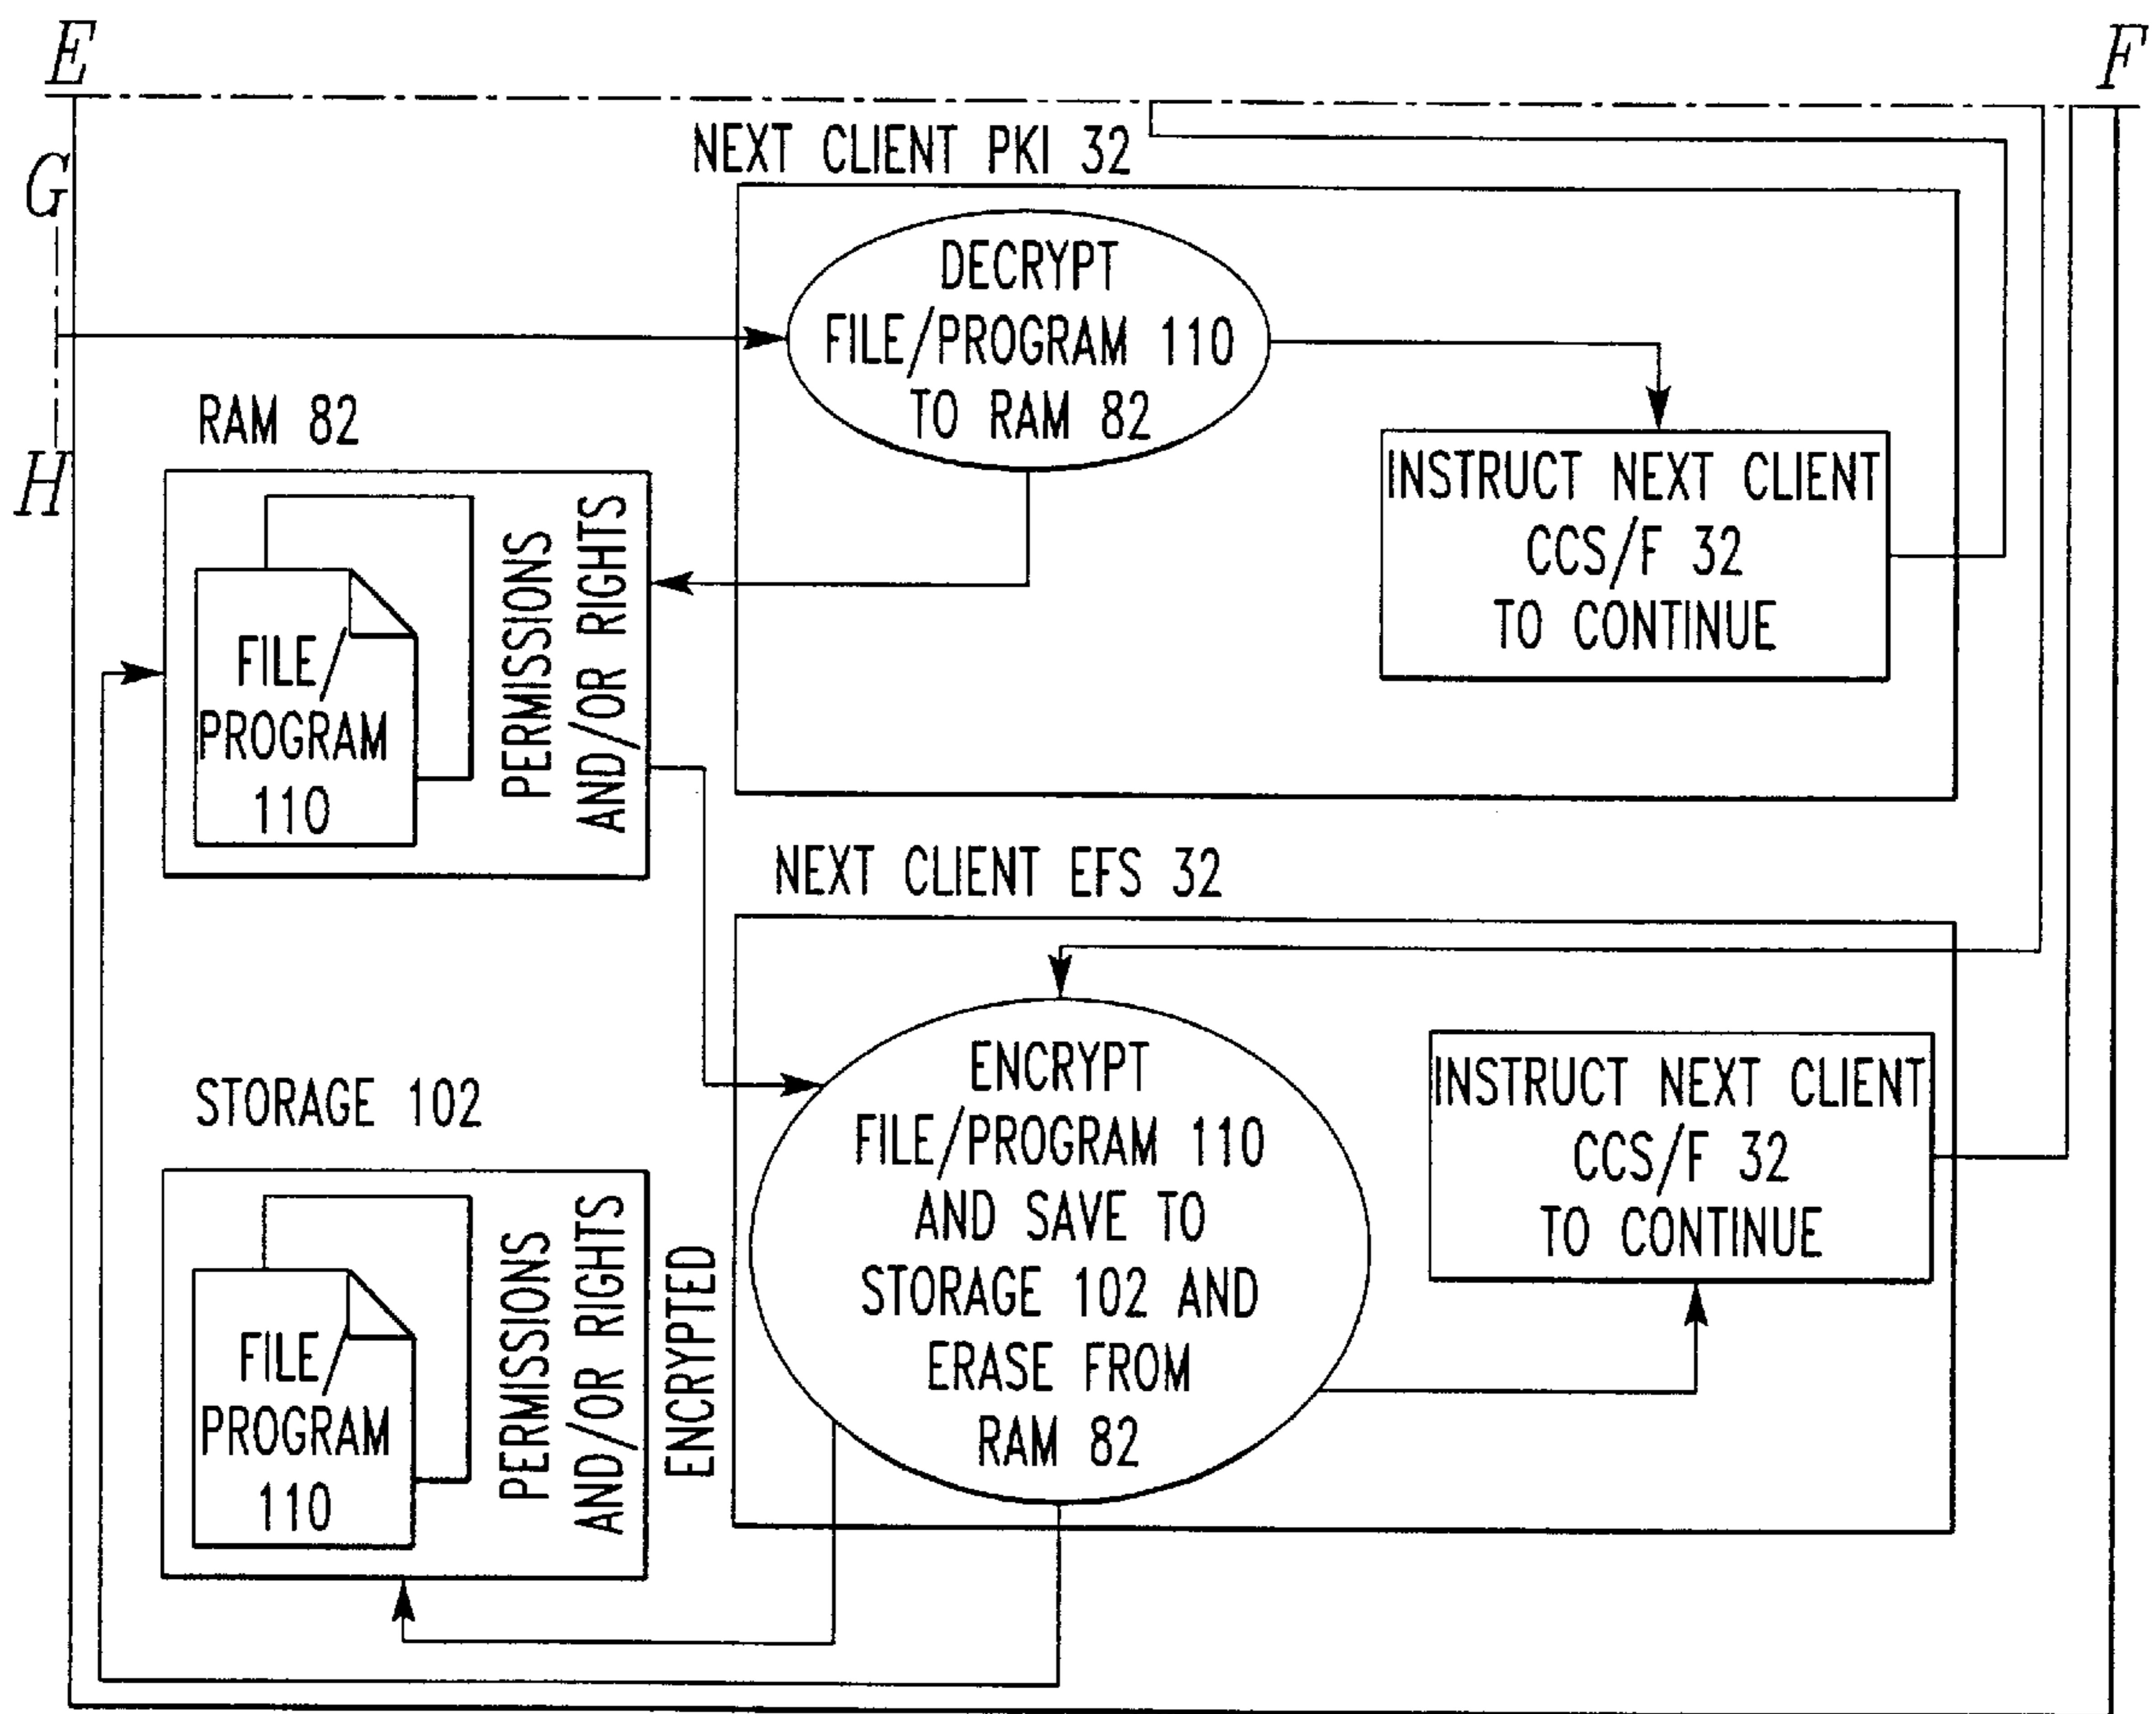 E
F
G
H
NEXT CLIENT PKI 32
DECRYPT
FILE/PROGRAM 110
TO RAM 82
INSTRUCT NEXT CLIENT
CCS/F 32
TO CONTINUE
RAM 82
FILE/
PROGRAM
110
PERMISSIONS
AND/OR RIGHTS
NEXT CLIENT EFS 32
ENCRYPT
FILE/PROGRAM 110
AND SAVE TO
STORAGE 102 AND
ERASE FROM
RAM 82
INSTRUCT NEXT CLIENT
CCS/F 32
TO CONTINUE
STORAGE 102
FILE/
PROGRAM
110
PERMISSIONS
AND/OR RIGHTS
ENCRYPTED